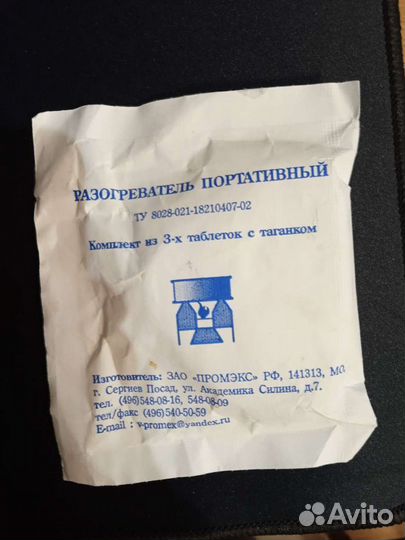 РАЗОГРЕВАТЕЛЬ ПОРТАТИВНЫЙ
ТУ 8028-021-18210407-02
Комплект из 3-х таблеток с таганком
Изготовитель: ЗАО «ПРОМЭКС» РФ, 141313, МО
г. Сергиев Посад, ул. Академика Силина, д.7.
тел. (496)548-08-16, 548-08-09
тел/факс (496)540-50-59
E-mail : v-promex@yandex.ru
Avito